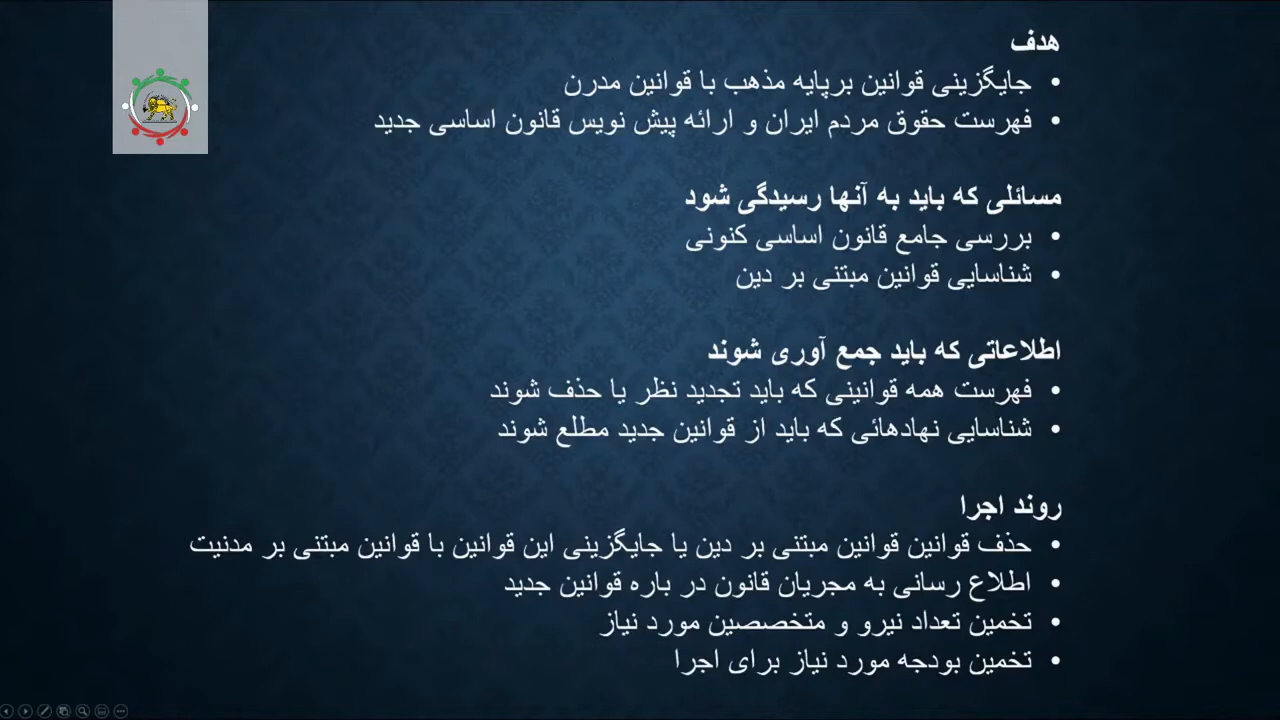 هدف
• جایگزینی قوانین برپایه مذهب با قوانین مدرن
• فهرست حقوق مردم ایران و ارائه پیش نویس قانون اساسی جدید
مسائلی که باید به آنها رسیدگی شود
• بررسی جامع قانون اساسی کنونی
• شناسایی قوانین مبتنی بر دین
اطلاعاتی که باید جمع آوری شوند
• فهرست همه قوانینی که باید تجدید نظر یا حذف شوند
• شناسایی نهادهائی که باید از قوانین جدید مطلع شوند
روند اجرا
• حذف قوانین قوانین مبتنی بر دین یا جایگزینی این قوانین با قوانین مبتنی بر مدنیت
• اطلاع رسانی به مجریان قانون در باره قوانین جدید
• تخمین تعداد نیرو و متخصصین مورد نیاز
• تخمین بودجه مورد نیاز برای اجرا